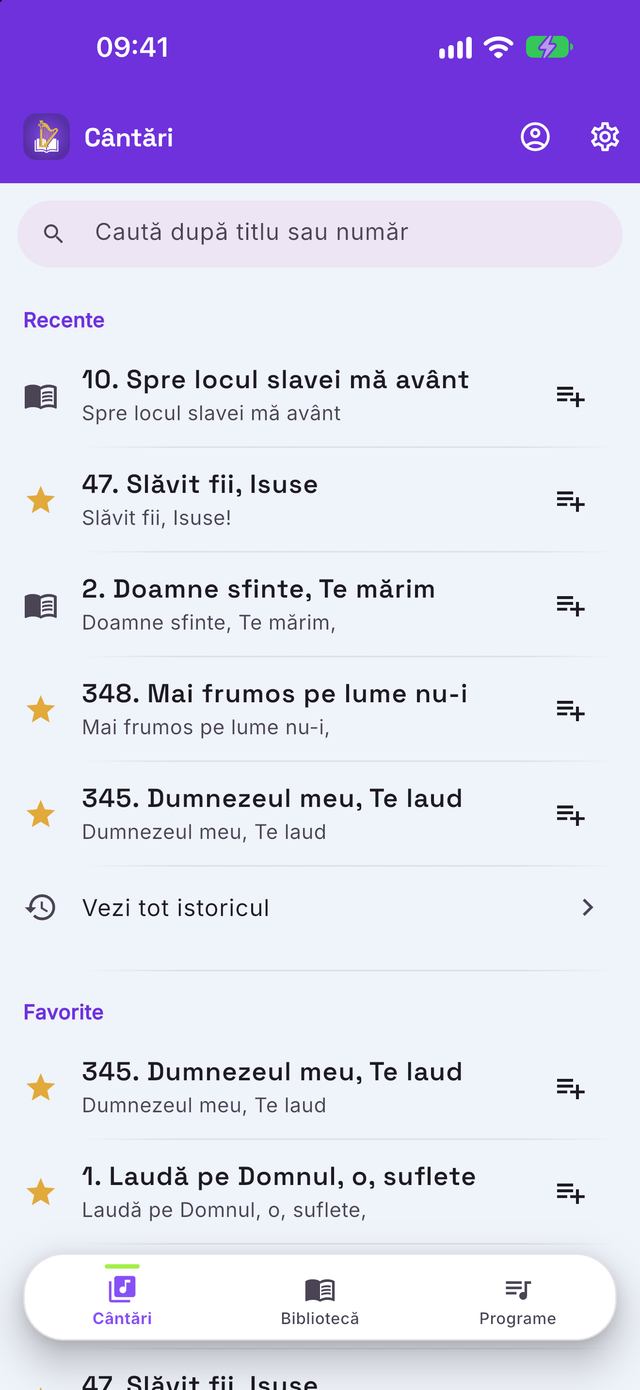 09:41
Cântări
Caută după titlu sau număr
Recente
10. Spre locul slavei mă avânt
Spre locul slavei mă avânt
47. Slăvit fii, Isuse
Slăvit fii, Isuse!
2. Doamne sfinte, Te mărim
Doamne sfinte, Te mărim,
348. Mai frumos pe lume nu-i
Mai frumos pe lume nu-i,
345. Dumnezeul meu, Te laud
Dumnezeul meu, Te laud
Vezi tot istoricul
Favorite
345. Dumnezeul meu, Te laud
Dumnezeul meu, Te laud
1. Laudă pe Domnul, o, suflete
Laudă pe Domnul, o, suflete,
Cântări
Bibliotecă
Programe
47. Slăvit fii, Isuse